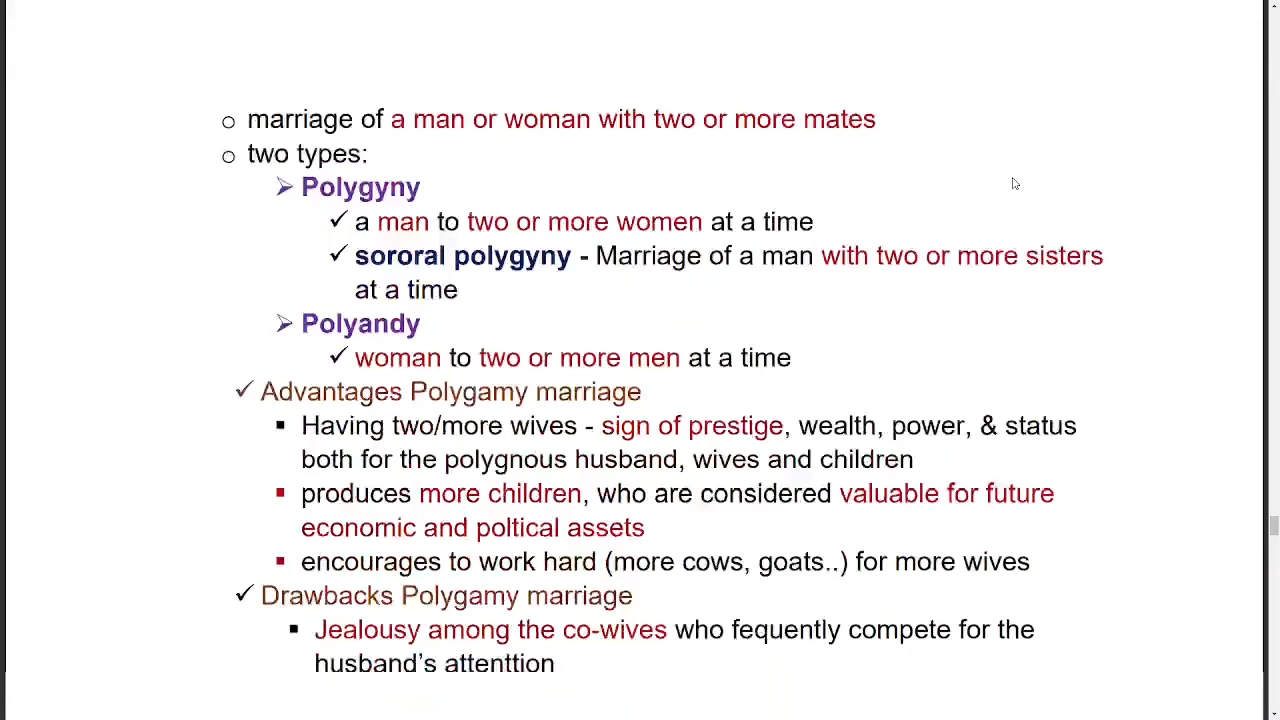 o marriage of a man or woman with two or more mates
o two types:
➢ Polygyny
✓ a man to two or more women at a time
✓ sororal polygyny - Marriage of a man with two or more sisters
at a time
➢ Polyandy
✓ woman to two or more men at a time
✓ Advantages Polygamy marriage
▪ Having two/more wives - sign of prestige, wealth, power, & status
both for the polygnous husband, wives and children
▪ produces more children, who are considered valuable for future
economic and poltical assets
▪ encourages to work hard (more cows, goats..) for more wives
✓ Drawbacks Polygamy marriage
▪ Jealousy among the co-wives who fequently compete for the
husband’s attenttion